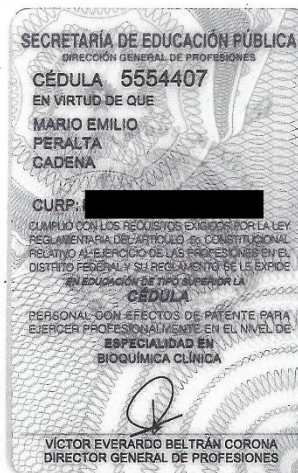 SECRETARÍA DE EDUCACIÓN PÚBLICA
DIRECCIÓN GENERAL DE PROFESIONES
CÉDULA 5554407
EN VIRTUD DE QUE
MARIO EMILIO
PERALTA
CADENA
CURP:
CUMPLIO CON LOS REQUISITOS EXIGIDOS POR LA LEY
REGLAMENTARIA DEL ARTÍCULO 5o. CONSTITUCIONAL
RELATIVO AL EJERCICIO DE LAS PROFESIONES EN EL
DISTRITO FEDERAL Y SU REGLAMENTO SE LE EXPIDE
EN EDUCACIÓN DE TIPO SUPERIOR LA
CÉDULA
PERSONAL CON EFECTOS DE PATENTE PARA
EJERCER PROFESIONALMENTE EN EL NIVEL DE
ESPECIALIDAD EN
BIOQUÍMICA CLÍNICA
VÍCTOR EVERARDO BELTRÁN CORONA
DIRECTOR GENERAL DE PROFESIONES